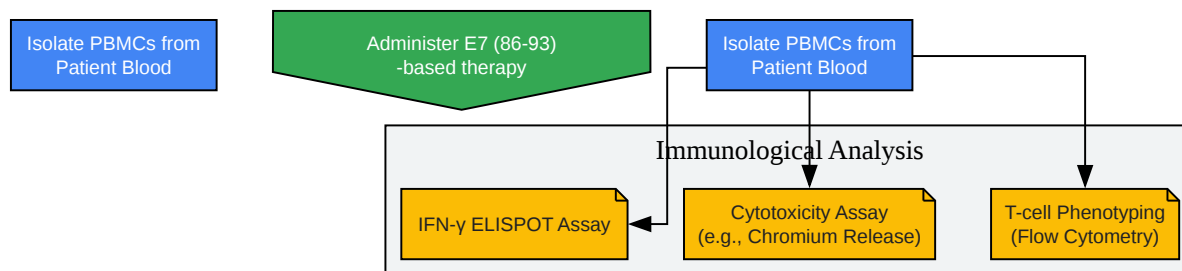 Isolate PBMCs from
Patient Blood
Administer E7 (86-93)
-based therapy
Isolate PBMCs from
Patient Blood
Immunological Analysis
IFN-γ ELISPOT Assay
Cytotoxicity Assay
(e.g., Chromium Release)
T-cell Phenotyping
(Flow Cytometry)